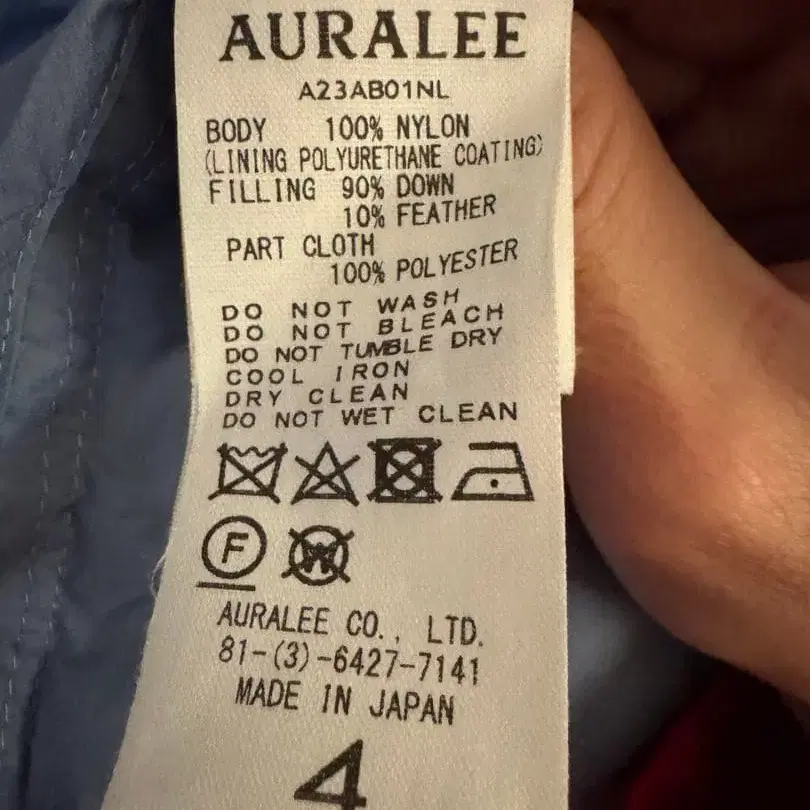 AURALEE
A23AB01NL
BODY 100% NYLON
(LINING POLYURETHANE COATING)
FILLING 90% DOWN
10% FEATHER
PART CLOTH
100% POLYESTER
DO NOT WASH
DO NOT BLEACH
DO NOT TUMBLE DRY
COOL IRON
DRY CLEAN
DO NOT WET CLEAN
F W
AURALEE CO., LTD.
81-(3)-6427-7141
MADE IN JAPAN
4